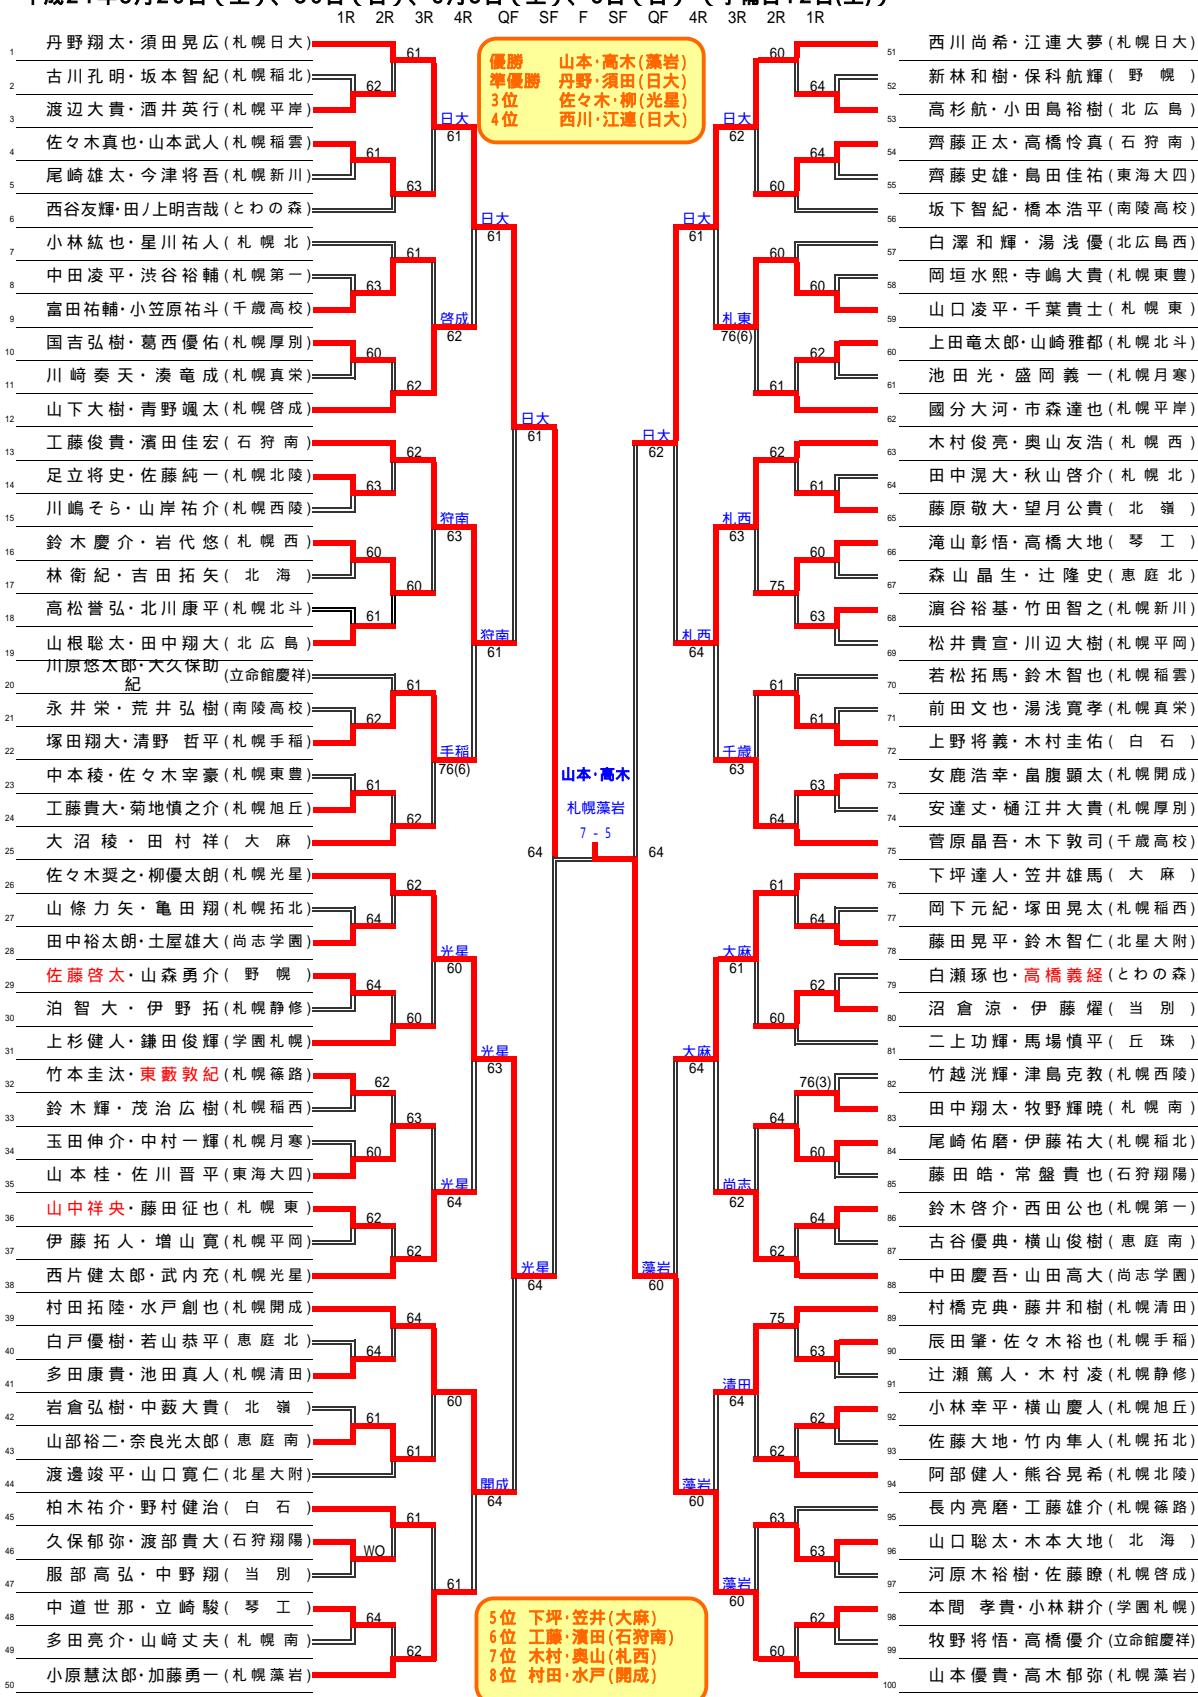 1R 2R 3R 4R QF SF F SF QF 4R 3R 2R 1R
優勝 山本・高木(藻岩)
準優勝 丹野・須田(日大)
3位 佐々木・柳(光星)
4位 西川・江連(日大)
1 丹野翔太・須田晃広(札幌日大)
2 古川孔明・坂本智紀(札幌稲北)
3 渡辺大貴・酒井英行(札幌平岸)
4 佐々木真也・山本武人(札幌稲雲)
5 尾崎雄太・今津将吾(札幌新川)
6 西谷友輝・田ノ上明吉哉(とわの森)
7 小林紘也・星川祐人(札幌北)
8 中田凌平・渋谷裕輔(札幌第一)
9 富田祐輔・小笠原祐斗(千歳高校)
10 国吉弘樹・葛西優佑(札幌厚別)
11 川﨑奏天・湊竜成(札幌真栄)
12 山下大樹・青野颯太(札幌啓成)
13 工藤俊貴・濱田佳宏(石狩南)
14 足立将史・佐藤純一(札幌北陵)
15 川嶋そら・山岸祐介(札幌西陵)
16 鈴木慶介・岩代悠(札幌西)
17 林衛紀・吉田拓矢(北海)
18 高松誉弘・北川康平(札幌北斗)
19 山根聡太・田中翔大(北広島)
20 川原悠太郎・大久保助紀(立命館慶祥)
21 永井栄・荒井弘樹(南陵高校)
22 塚田翔大・清野 哲平(札幌手稲)
23 中本稜・佐々木宰豪(札幌東豊)
24 工藤貴大・菊地慎之介(札幌旭丘)
25 大沼稜・田村祥(大麻)
26 佐々木奨之・柳優太朗(札幌光星)
27 山條力矢・亀田翔(札幌拓北)
28 田中裕太朗・土屋雄大(尚志学園)
29 佐藤啓太・山森勇介(野幌)
30 泊智大・伊野拓(札幌静修)
31 上杉健人・鎌田俊輝(学園札幌)
32 竹本圭汰・東藪敦紀(札幌篠路)
33 鈴木輝・茂治広樹(札幌稲西)
34 玉田伸介・中村一輝(札幌月寒)
35 山本桂・佐川晋平(東海大四)
36 山中祥央・藤田征也(札幌東)
37 伊藤拓人・増山寛(札幌平岡)
38 西片健太郎・武内充(札幌光星)
39 村田拓陸・水戸創也(札幌開成)
40 白戸優樹・若山恭平(恵庭北)
41 多田康貴・池田真人(札幌清田)
42 岩倉弘樹・中薮大貴(北嶺)
43 山部裕二・奈良光太郎(恵庭南)
44 渡邊竣平・山口寛仁(北星大附)
45 柏木祐介・野村健治(白石)
46 久保郁弥・渡部貴大(石狩翔陽)
47 服部高弘・中野翔(当別)
48 中道世那・立崎駿(琴工)
49 多田亮介・山﨑丈夫(札幌南)
50 小原慧汰郎・加藤勇一(札幌藻岩)
61 62 61 63 61 63 60 62
62 63 60 61 62 61 62
62 64 64 60 62 63 60 62 62
64 64 61 61 61 WO 64 62
日大 61
啓成 62
狩南 63
手稲 76(6)
光星 60
光星 64
60
61
日大 61
狩南 61
光星 63
開成 64
日大 61
光星 64
64
山本・高木
札幌藻岩
7 - 5
64
日大 62
藻岩 60
日大 61
札西 64
大麻 64
藻岩 60
日大 62
札東 76(6)
札西 63
千歳 63
大麻 61
尚志 62
清田 64
藻岩 60
60 64 64 60 60 60 62 61
62 61 60 75 63 61 61 63 64
61 64 62 60 76(3) 64 60 64 62
75 63 62 62 63 63 62 60
51 西川尚希・江連大夢(札幌日大)
52 新林和樹・保科航輝(野幌)
53 高杉航・小田島裕樹(北広島)
54 齊藤正太・高橋怜真(石狩南)
55 齊藤史雄・島田佳祐(東海大四)
56 坂下智紀・橋本浩平(南陵高校)
57 白澤和輝・湯浅優(北広島西)
58 岡垣水熙・寺嶋大貴(札幌東豊)
59 山口凌平・千葉貴士(札幌東)
60 上田竜太郎・山崎雅都(札幌北斗)
61 池田光・盛岡義一(札幌月寒)
62 國分大河・市森達也(札幌平岸)
63 木村俊亮・奥山友浩(札幌西)
64 田中滉大・秋山啓介(札幌北)
65 藤原敬大・望月公貴(北嶺)
66 滝山彰悟・高橋大地(琴工)
67 森山晶生・辻隆史(恵庭北)
68 濵谷裕基・竹田智之(札幌新川)
69 松井貴宣・川辺大樹(札幌平岡)
70 若松拓馬・鈴木智也(札幌稲雲)
71 前田文也・湯浅寛孝(札幌真栄)
72 上野将義・木村圭佑(白石)
73 女鹿浩幸・畠腹顕太(札幌開成)
74 安達丈・樋江井大貴(札幌厚別)
75 菅原晶吾・木下敦司(千歳高校)
76 下坪達人・笠井雄馬(大麻)
77 岡下元紀・塚田晃太(札幌稲西)
78 藤田晃平・鈴木智仁(北星大附)
79 白瀬琢也・高橋義経(とわの森)
80 沼倉涼・伊藤燿(当別)
81 二上功輝・馬場慎平(丘珠)
82 竹越洸輝・津島克教(札幌西陵)
83 田中翔太・牧野輝暁(札幌南)
84 尾崎佑磨・伊藤祐大(札幌稲北)
85 藤田皓・常盤貴也(石狩翔陽)
86 鈴木啓介・西田公也(札幌第一)
87 古谷優典・横山俊樹(恵庭南)
88 中田慶吾・山田高大(尚志学園)
89 村橋克典・藤井和樹(札幌清田)
90 辰田肇・佐々木裕也(札幌手稲)
91 辻瀬篤人・木村凌(札幌静修)
92 小林幸平・横山慶人(札幌旭丘)
93 佐藤大地・竹内隼人(札幌拓北)
94 阿部健人・熊谷晃希(札幌北陵)
95 長内亮磨・工藤雄介(札幌篠路)
96 山口聡太・木本大地(北海)
97 河原木裕樹・佐藤瞭(札幌啓成)
98 本間 孝貴・小林耕介(学園札幌)
99 牧野将悟・高橋優介(立命館慶祥)
100 山本優貴・高木郁弥(札幌藻岩)
5位 下坪・笠井(大麻)
6位 工藤・濱田(石狩南)
7位 木村・奥山(札西)
8位 村田・水戸(開成)